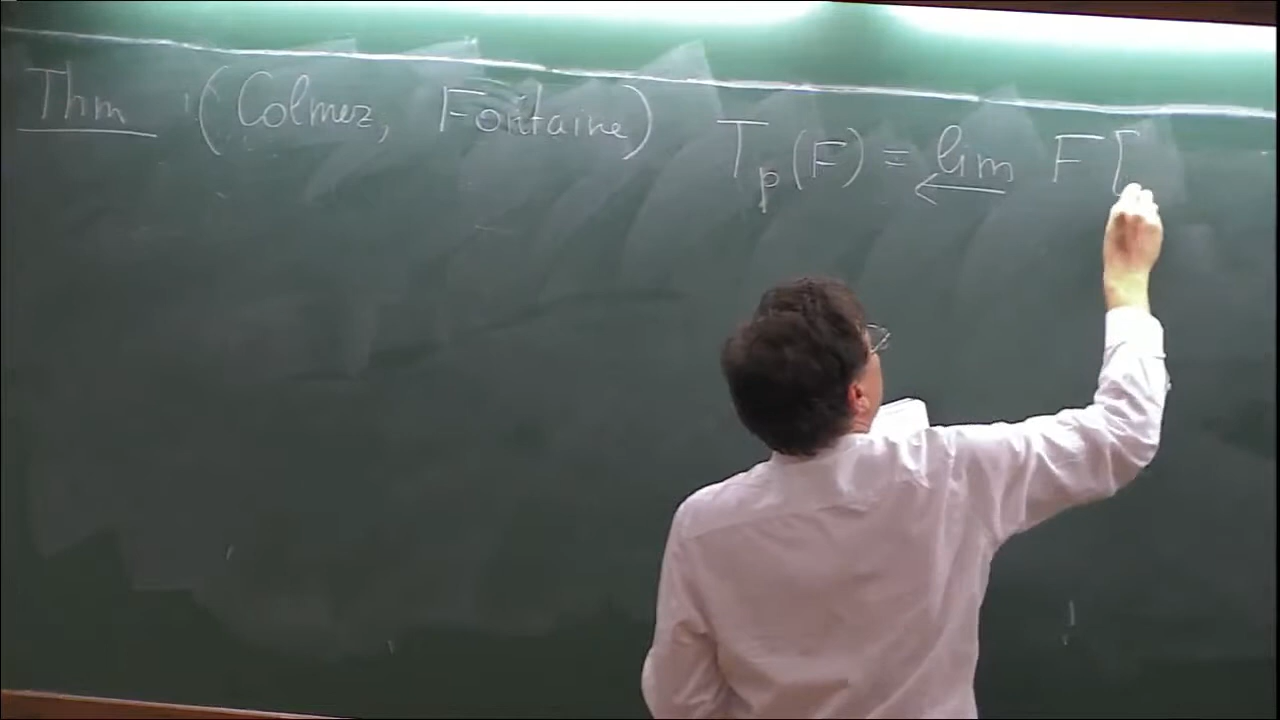 Thm (Colmez, Fontaine) Tp(F) = lim F[